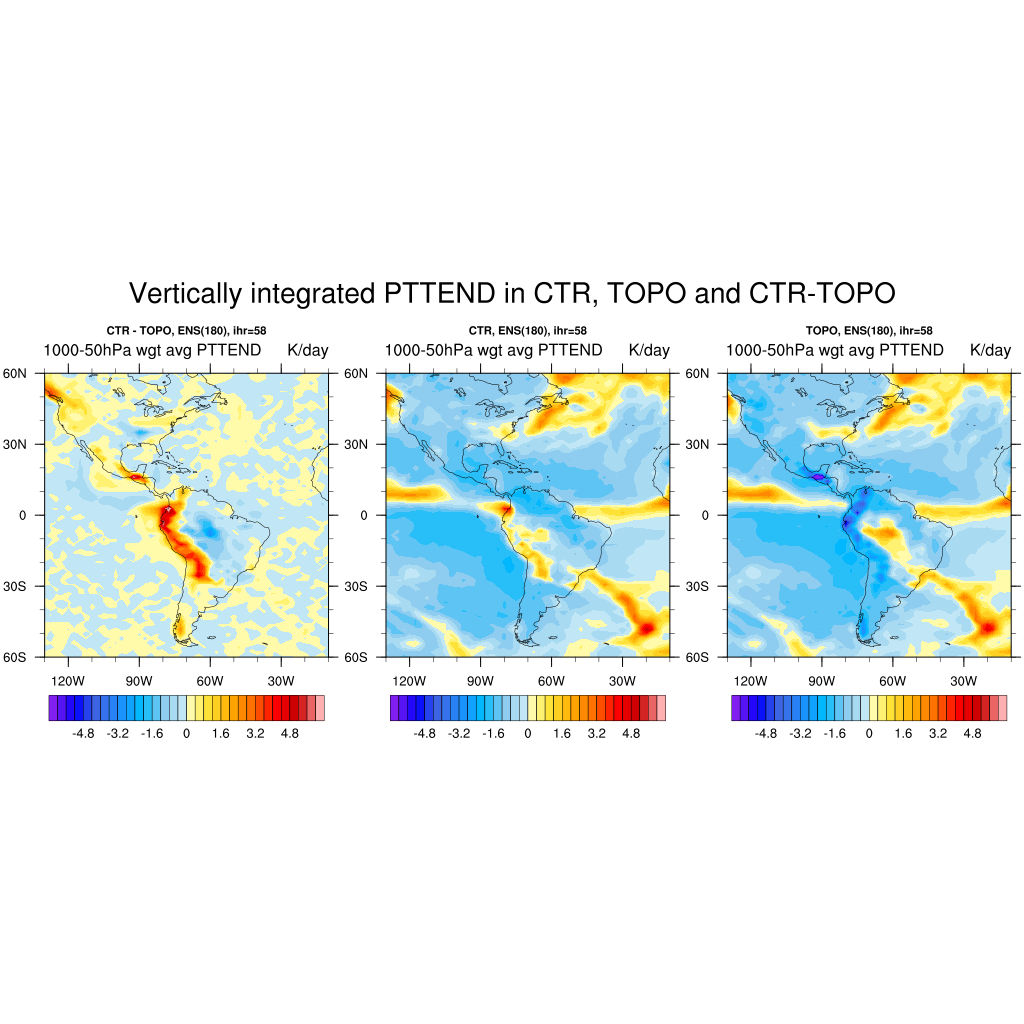 Vertically integrated PTTEND in CTR, TOPO and CTR-TOPO
CTR - TOPO, ENS(180), ihr=58
1000-50hPa wgt avg PTTEND K/day
60N
30N
0
30S
60S
120W 90W 60W 30W
-4.8 -3.2 -1.6 0 1.6 3.2 4.8
CTR, ENS(180), ihr=58
1000-50hPa wgt avg PTTEND K/day
60N
30N
0
30S
60S
120W 90W 60W 30W
-4.8 -3.2 -1.6 0 1.6 3.2 4.8
TOPO, ENS(180), ihr=58
1000-50hPa wgt avg PTTEND K/day
60N
30N
0
30S
60S
120W 90W 60W 30W
-4.8 -3.2 -1.6 0 1.6 3.2 4.8